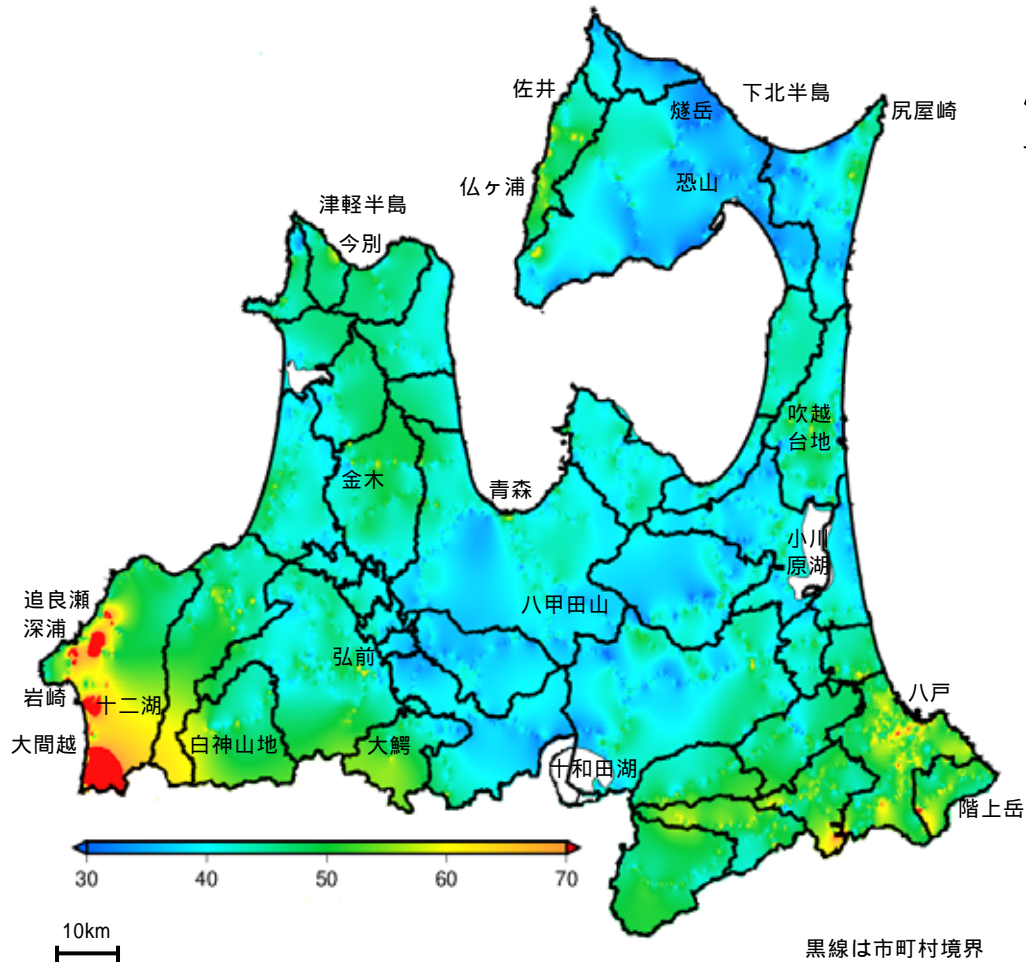 佐井
下北半島
燧岳
尻屋崎
仏ヶ浦
恐山
津軽半島
今別
吹越
台地
金木
青森
小川
原湖
追良瀬
深浦
八甲田山
弘前
岩崎
十二湖
八戸
大間越
白神山地
大鰐
十和田湖
階上岳
30 40 50 60 70
10km
黒線は市町村境界